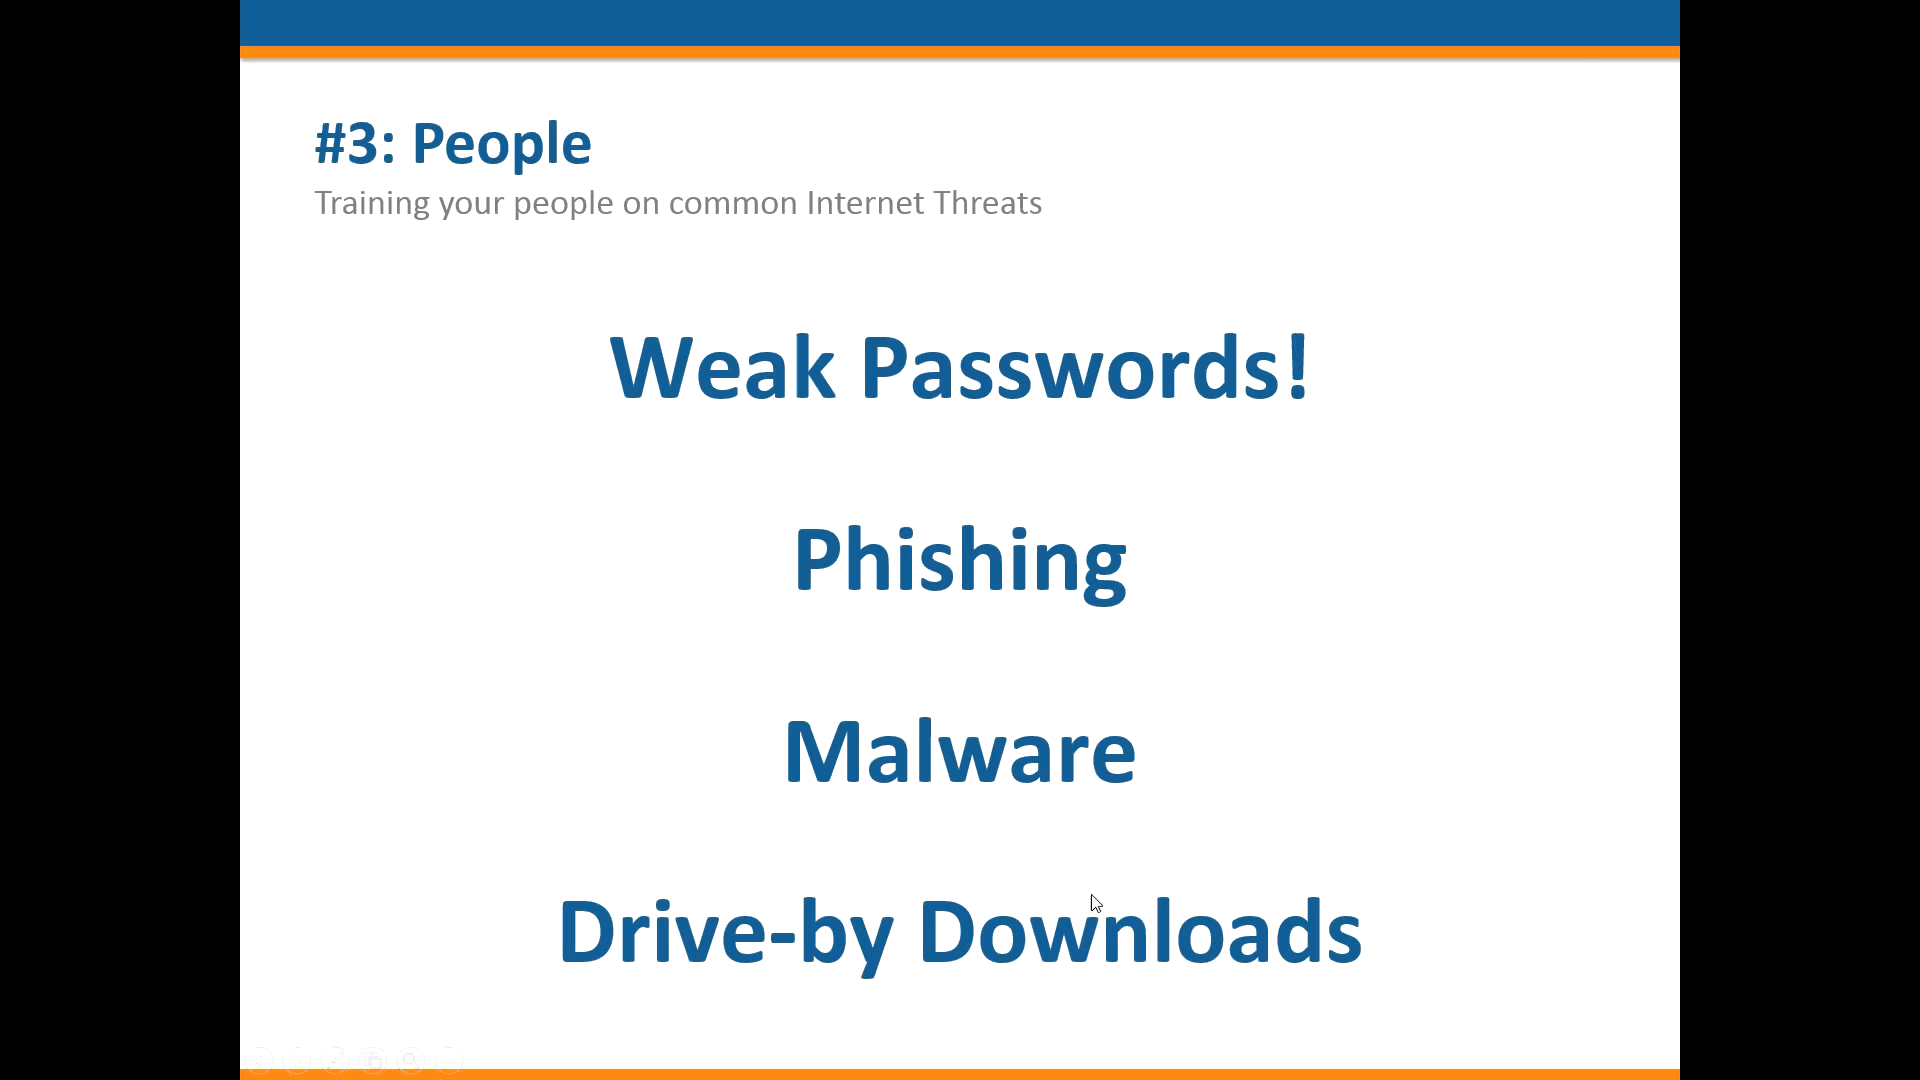 #3: People
Training your people on common Internet Threats
Weak Passwords!
Phishing
Malware
Drive-by Downloads